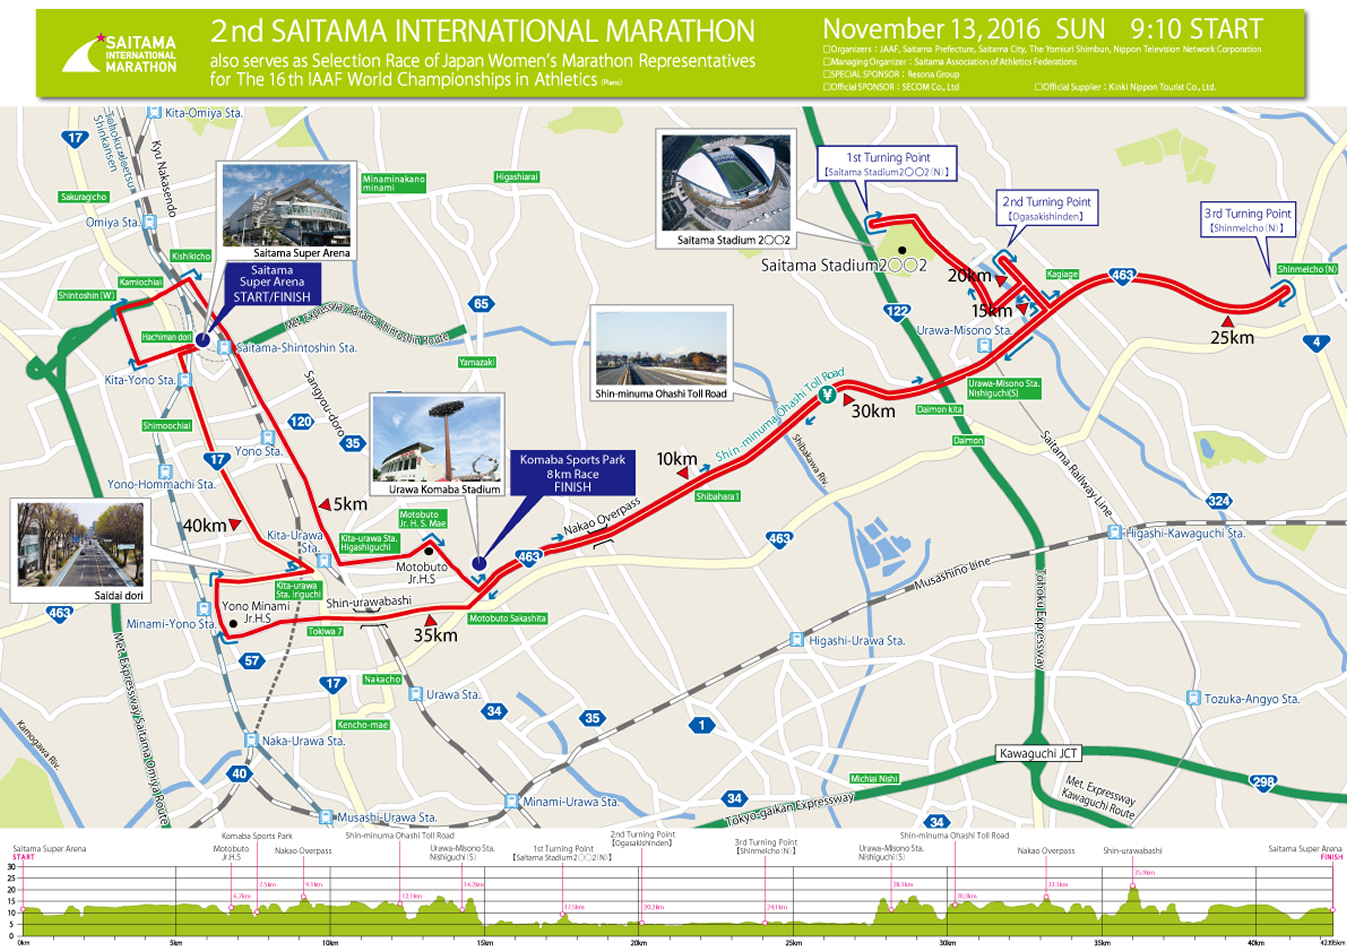 SAITAMA
INTERNATIONAL
MARATHON
2nd SAITAMA INTERNATIONAL MARATHON
also serves as Selection Race of Japan Women's Marathon Representatives
for The 16th IAAF World Championships in Athletics (Plans)
November 13, 2016 SUN 9:10 START
□Organizers : JAAF, Saitama Prefecture, Saitama City, The Yomiuri Shimbun, Nippon Television Network Corporation
□Managing Organizer : Saitama Association of Athletics Federations
□SPECIAL SPONSOR : Resona Group
□Official SPONSOR : SECOM Co., Ltd
□Official Supplier : Kinki Nippon Tourist Co., Ltd.
Kita-Omiya Sta.
17
Tohoku/Joetsu
Shinkansen
Kyu Nakasendo
Sakuragicho
Omiya Sta.
Minaminakano
minami
Higashiarai
Saitama Super Arena
Kishikicho
Kamiochiai
Shintoshin (W)
Saitama
Super Arena
START/FINISH
Hachiman dori
Met. Expressway Saitama Shintoshin Route
65
Saitama-Shintoshin Sta.
Kita-Yono Sta.
Yamazaki
Sangyou-doro
Shimoochiai
120
35
Yono Sta.
17
Yono-Hommachi Sta.
Urawa Komaba Stadium
Komaba Sports Park
8km Race
FINISH
5km
40km
Saidai dori
Kita-Urawa
Sta.
Kita-urawa Sta.
Higashiguchi
Motobuto
Jr. H. S. Mae
Motobuto
Jr.H.S
463
Nakao Overpass
Kita-urawa
Sta. Iriguchi
Shin-urawabashi
Yono Minami
Jr.H.S
Minami-Yono Sta.
463
Tokiwa 7
35km
Motobuto Sakashita
57
17
Nakacho
Urawa Sta.
Kencho-mae
34
35
1
Naka-Urawa Sta.
40
Kamogawa Riv.
Met. Expressway Saitama Omiya Route
Musashi-Urawa Sta.
Minami-Urawa Sta.
Saitama Stadium 2○○2
1st Turning Point
【Saitama Stadium2○○2 (N)】
2nd Turning Point
【Ogasakishinden】
3rd Turning Point
【Shinmeicho (N)】
Saitama Stadium2○○2
20km
15km
Kagiage
463
Shinmeicho (N)
122
Urawa-Misono Sta.
25km
4
Shin-minuma Ohashi Toll Road
Shin-minuma Ohashi Toll Road
¥
30km
Urawa-Misono Sta.
Nishiguchi(S)
Daimon kita
Daimon
10km
Shibahara1
Shibakawa Riv.
463
Saitama Railway Line
324
Higashi-Kawaguchi Sta.
Musashino Line
Higashi-Urawa Sta.
Tohoku Expressway
Tozuka-Angyo Sta.
Kawaguchi JCT
Met. Expressway
Kawaguchi Route
298
Michiai Nishi
34
Tokyo-gaikan Expressway
34
Saitama Super Arena
START
Motobuto
Jr.H.S
Komaba Sports Park
Nakao Overpass
Shin-minuma Ohashi Toll Road
Urawa-Misono Sta.
Nishiguchi (S)
1st Turning Point
【Saitama Stadium2○○2(N)】
2nd Turning Point
【Ogasakishinden】
3rd Turning Point
【Shinmeicho (N)】
Urawa-Misono Sta.
Nishiguchi (S)
Shin-minuma Ohashi Toll Road
Nakao Overpass
Shin-urawabashi
Saitama Super Arena
FINISH
30
25
20
15
10
5
0
6.7km
7.5km
9.1km
12.1km
14.2km
17.5km
20.2km
24.1km
28.1km
30.3km
33.1km
35.9km
0km
5km
10km
15km
20km
25km
30km
35km
40km
42.195km